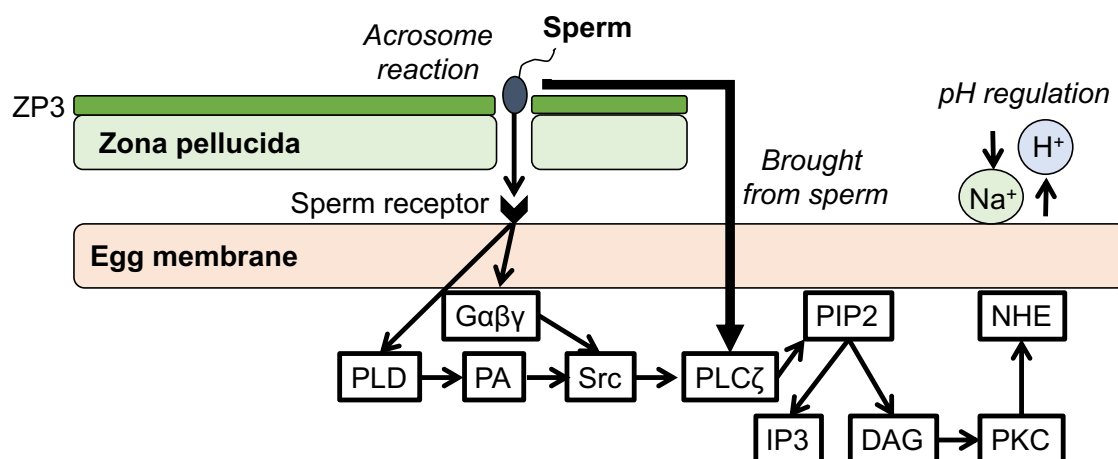 Acrosome
reaction
Sperm
ZP3
Zona pellucida
pH regulation
H⁺
Na⁺
Brought
from sperm
Sperm receptor
Egg membrane
Gαβγ
PIP2
NHE
PLD
PA
Src
PLCζ
IP3
DAG
PKC